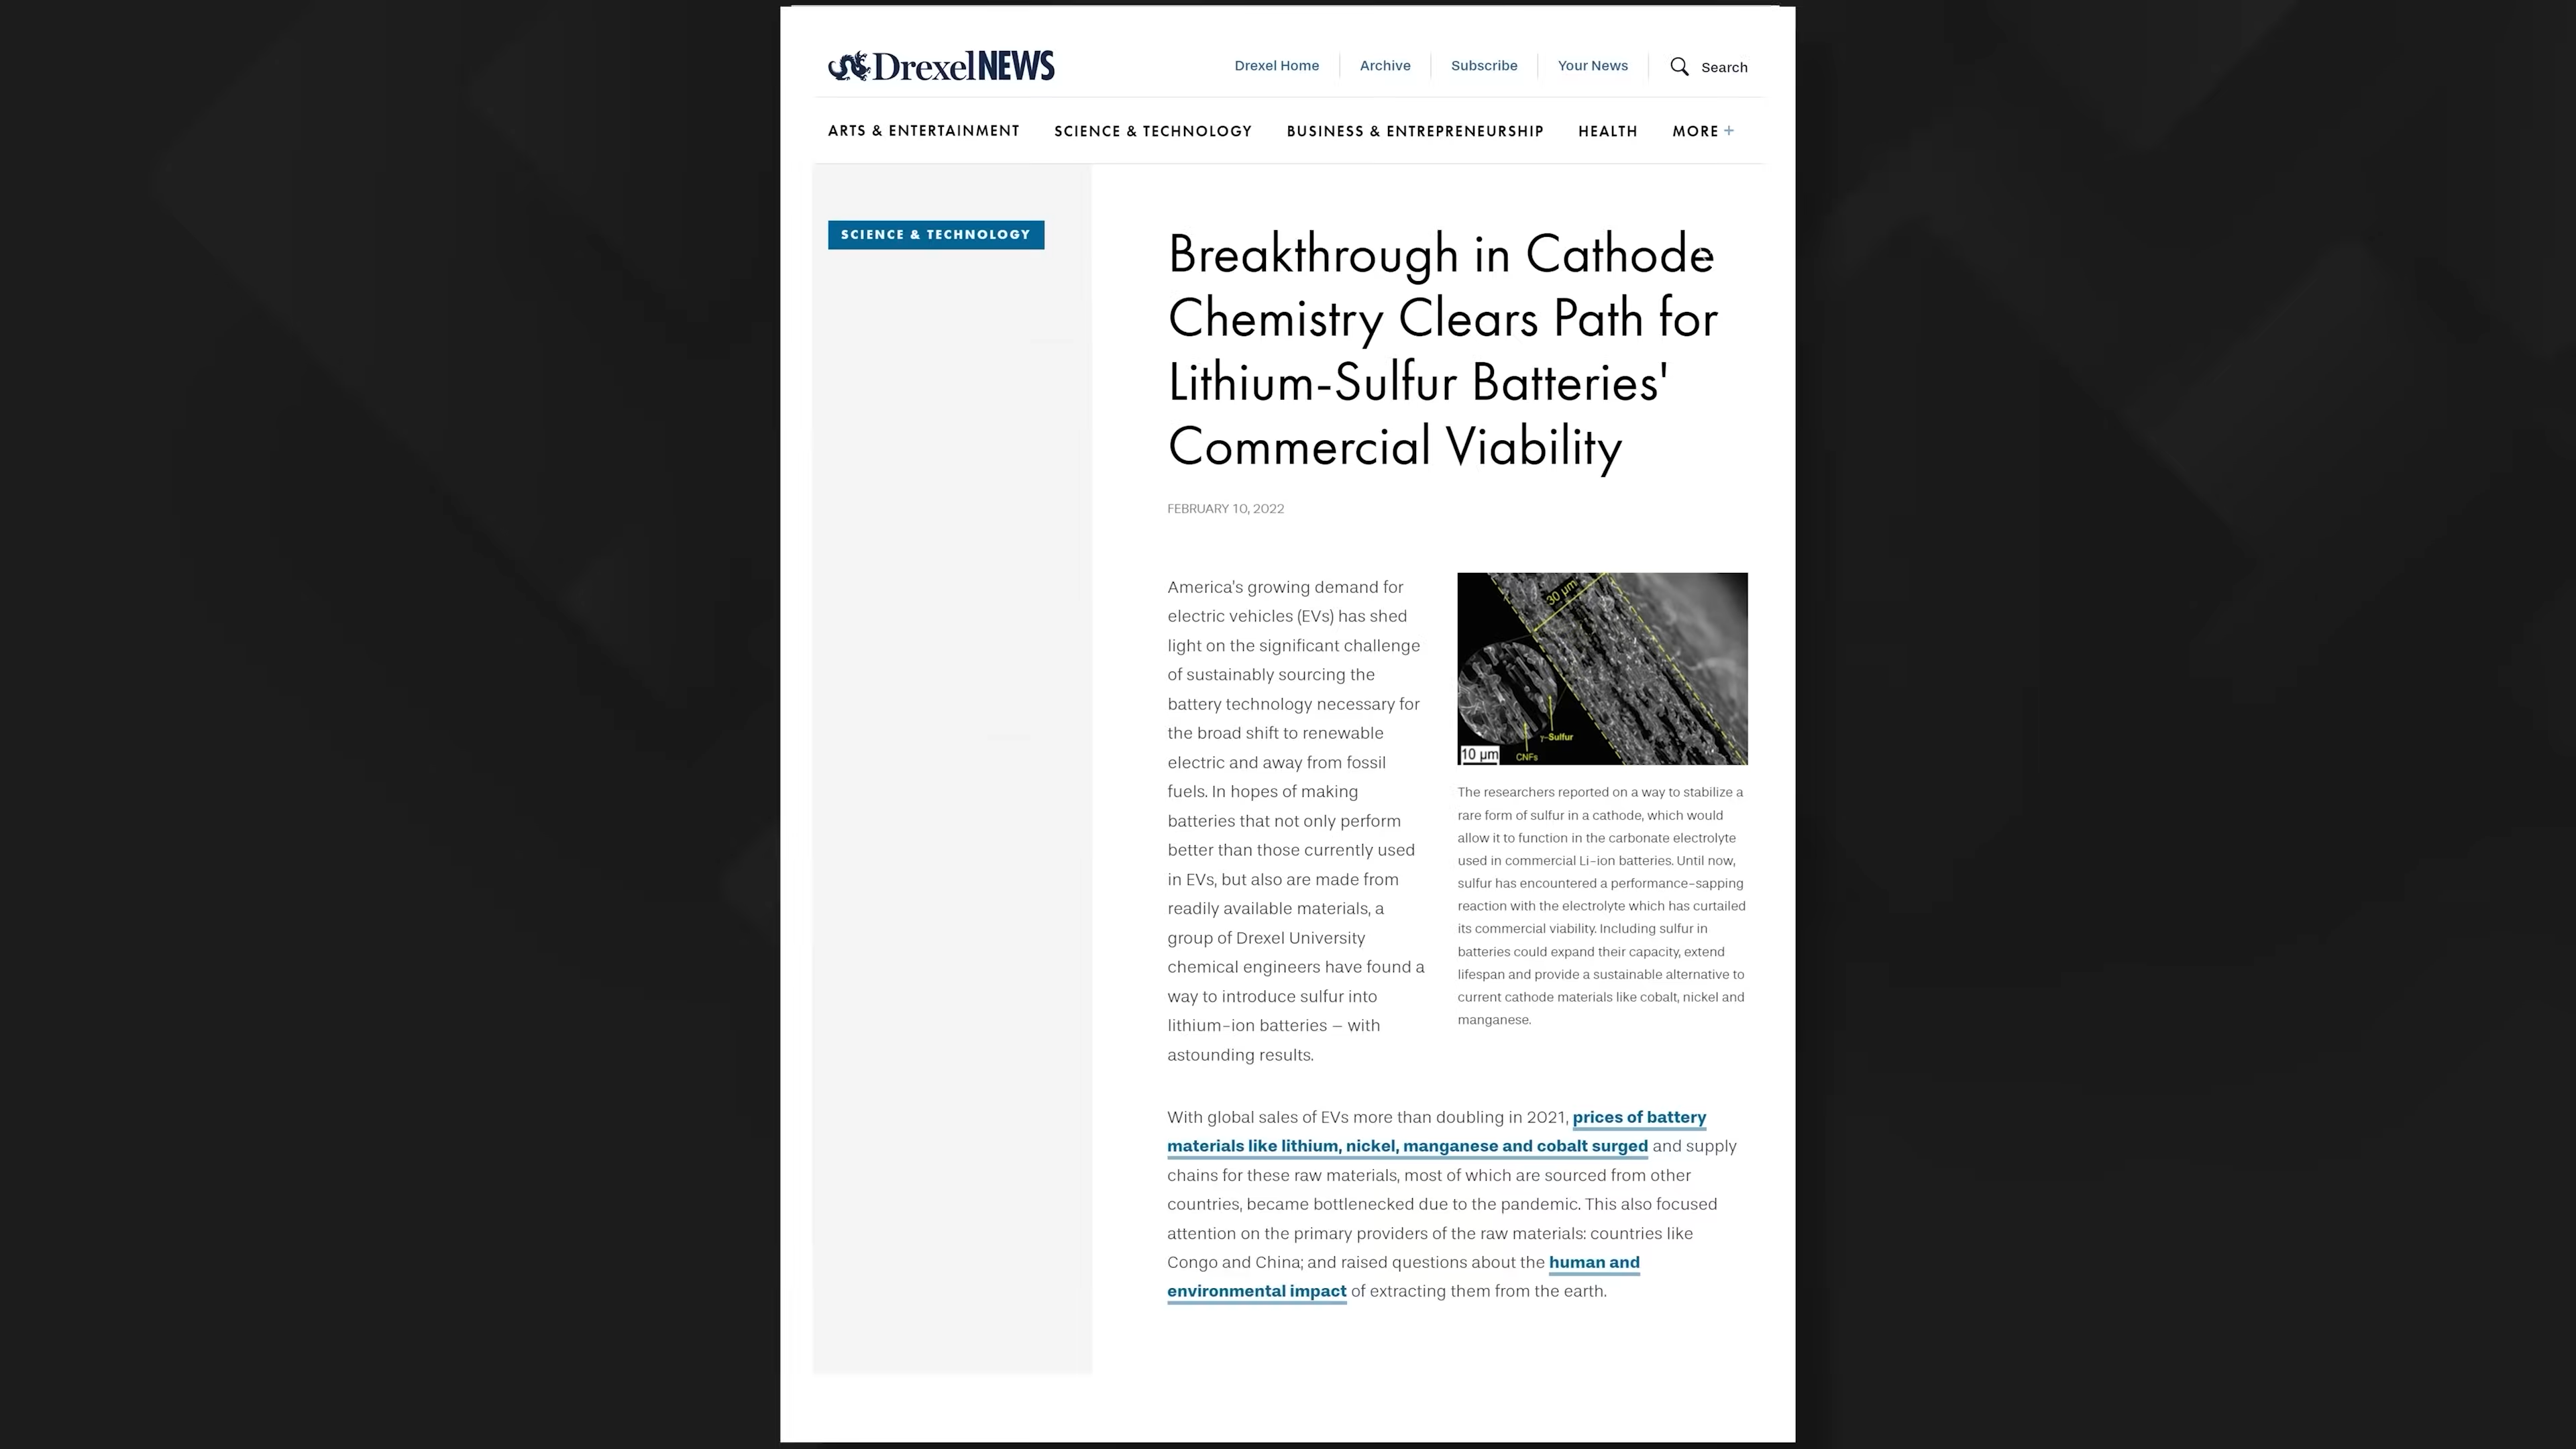 DrexelNEWS
Drexel Home
Archive
Subscribe
Your News
Search
ARTS & ENTERTAINMENT
SCIENCE & TECHNOLOGY
BUSINESS & ENTREPRENEURSHIP
HEALTH
MORE +
SCIENCE & TECHNOLOGY
Breakthrough in Cathode
Chemistry Clears Path for
Lithium-Sulfur Batteries'
Commercial Viability
FEBRUARY 10, 2022
America's growing demand for
electric vehicles (EVs) has shed
light on the significant challenge
of sustainably sourcing the
battery technology necessary for
the broad shift to renewable
electric and away from fossil
fuels. In hopes of making
batteries that not only perform
better than those currently used
in EVs, but also are made from
readily available materials, a
group of Drexel University
chemical engineers have found a
way to introduce sulfur into
lithium-ion batteries – with
astounding results.
30 µm
γ-Sulfur
CNFs
10 µm
The researchers reported on a way to stabilize a
rare form of sulfur in a cathode, which would
allow it to function in the carbonate electrolyte
used in commercial Li-ion batteries. Until now,
sulfur has encountered a performance-sapping
reaction with the electrolyte which has curtailed
its commercial viability. Including sulfur in
batteries could expand their capacity, extend
lifespan and provide a sustainable alternative to
current cathode materials like cobalt, nickel and
manganese.
With global sales of EVs more than doubling in 2021, prices of battery
materials like lithium, nickel, manganese and cobalt surged and supply
chains for these raw materials, most of which are sourced from other
countries, became bottlenecked due to the pandemic. This also focused
attention on the primary providers of the raw materials: countries like
Congo and China; and raised questions about the human and
environmental impact of extracting them from the earth.